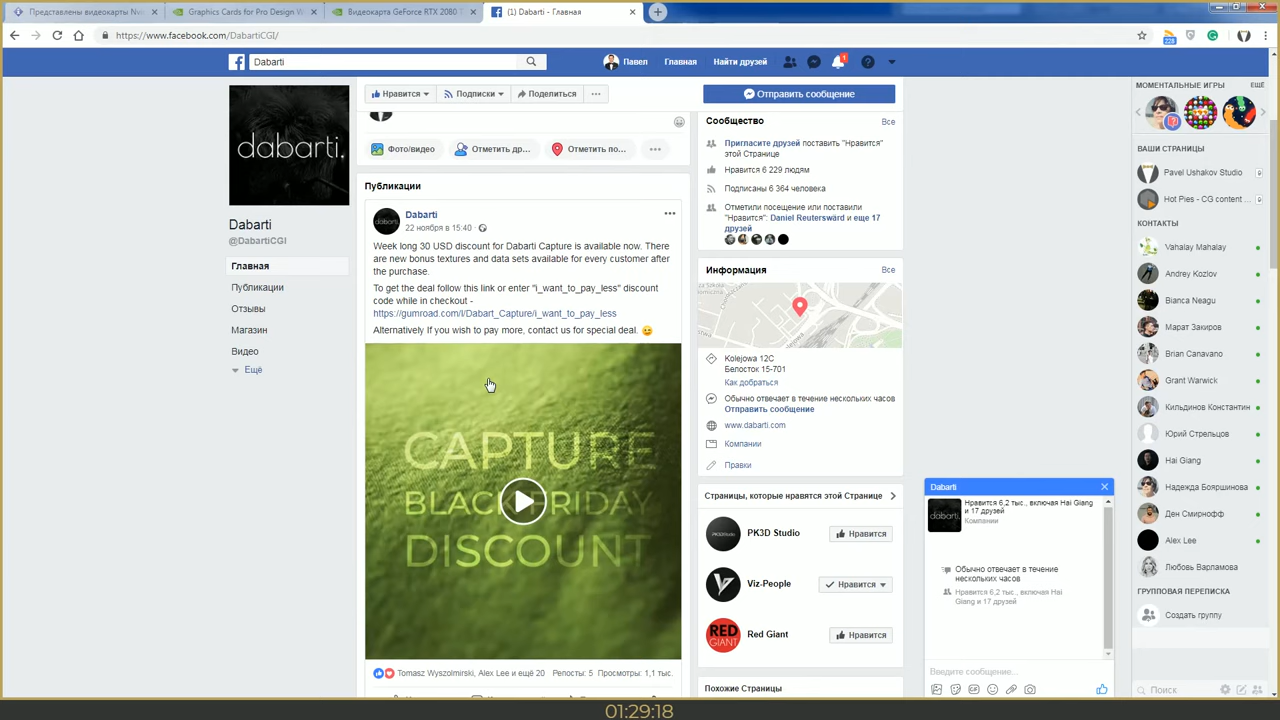 Представлены видеокарты Nvi
Graphics Cards for Pro Design W
Видеокарта GeForce RTX 2080 T
(1) Dabarti - Главная
https://www.facebook.com/DabartiCGI/
228
Dabarti
Павел
Главная
Найти друзей
1
dabarti.
Dabarti
@DabartiCGI
Главная
Публикации
Отзывы
Магазин
Видео
Ещё
Нравится
Подписки
Поделиться
Отправить сообщение
Фото/видео
Отметить др...
Отметить по...
Публикации
Dabarti
22 ноября в 15:40
Week long 30 USD discount for Dabarti Capture is available now. There
are new bonus textures and data sets available for every customer after
the purchase.
To get the deal follow this link or enter "i_want_to_pay_less" discount
code while in checkout -
https://gumroad.com/l/Dabart_Capture/i_want_to_pay_less
Alternatively If you wish to pay more, contact us for special deal.
CAPTURE
BLACK FRIDAY
DISCOUNT
Tomasz Wyszolmirski, Alex Lee и ещё 20
Репосты: 5
Просмотры: 1,1 тыс.
Сообщество
Все
Пригласите друзей поставить "Нравится"
этой Странице
Нравится 6 229 людям
Подписаны 6 364 человека
Отметили посещение или поставили
"Нравится": Daniel Reuterswärd и еще 17
друзей
Информация
Все
Kolejowa 12C
Белосток 15-701
Как добраться
Обычно отвечает в течение нескольких часов
Отправить сообщение
www.dabarti.com
Компании
Правки
Страницы, которые нравятся этой Странице
PK3D Studio
Нравится
Viz-People
Нравится
RED
GIANT
Red Giant
Нравится
Похожие Страницы
Dabarti
dabarti.
Нравится 6,2 тыс., включая Hai Giang
и 17 друзей
Компании
Обычно отвечает в течение
нескольких часов
Нравится 6,2 тыс., включая Hai
Giang и 17 друзей
Введите сообщение...
МОМЕНТАЛЬНЫЕ ИГРЫ
ЕЩЁ
ВАШИ СТРАНИЦЫ
Pavel Ushakov Studio
Hot Pies - CG content ...
КОНТАКТЫ
Vahalay Mahalay
Andrey Kozlov
Bianca Neagu
Марат Закиров
Brian Canavano
Grant Warwick
Кильдинов Константин
Юрий Стрельцов
Hai Giang
Надежда Бояршинова
Ден Смирнофф
Alex Lee
Любовь Варламова
ГРУППОВАЯ ПЕРЕПИСКА
Создать группу
Поиск
01:29:18